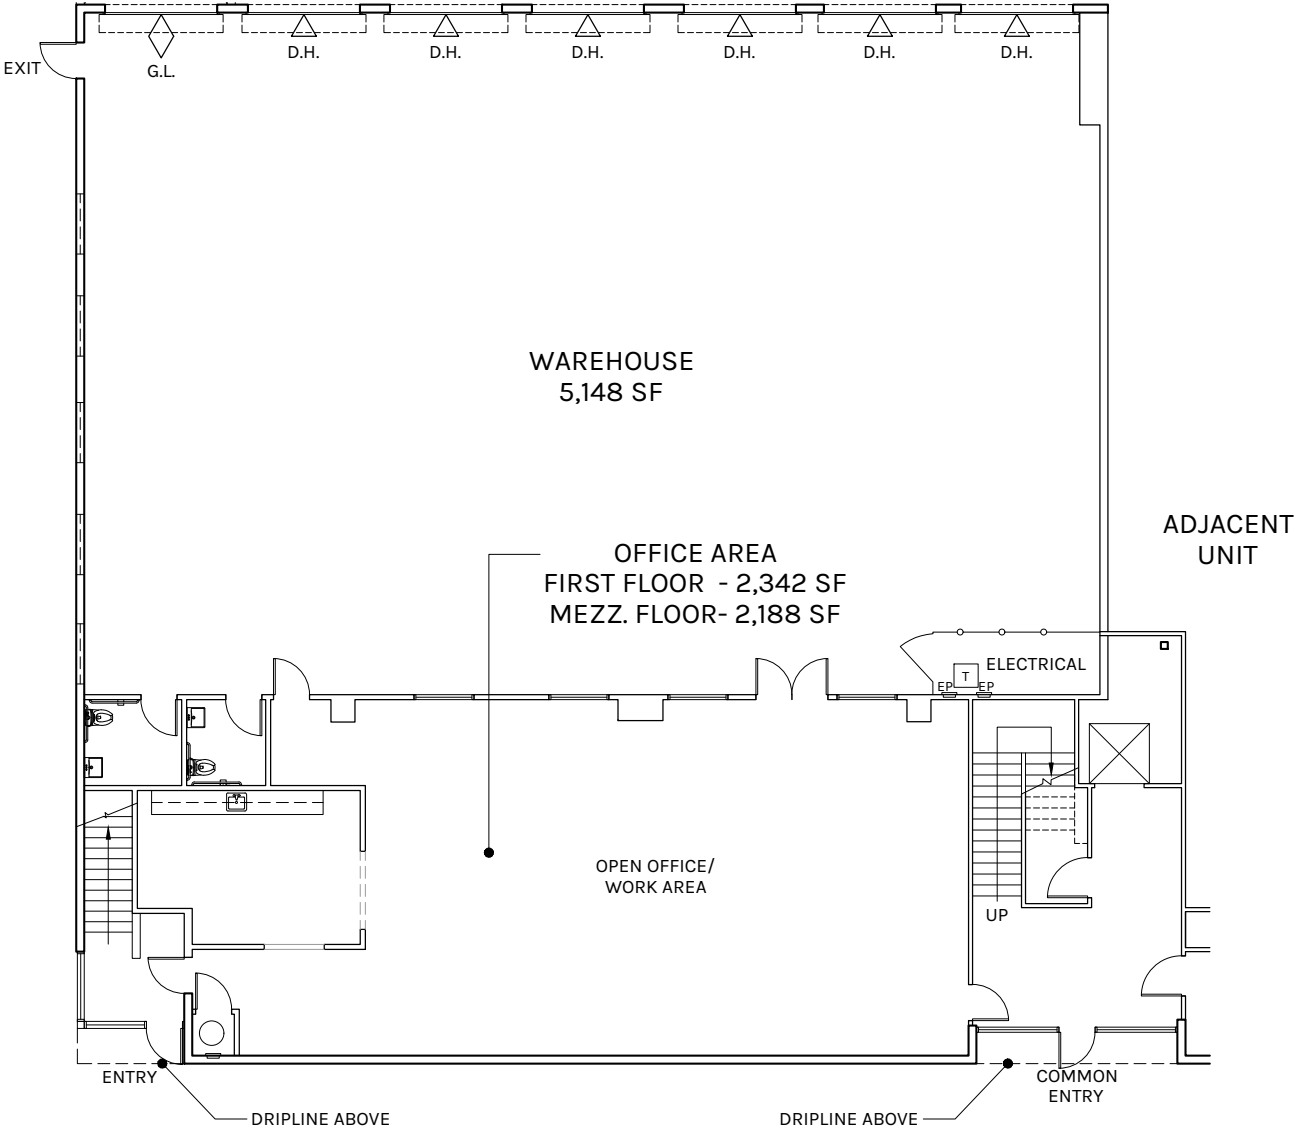 D.H.
D.H.
D.H.
D.H.
D.H.
D.H.
EXIT
G.L.
WAREHOUSE
5,148 SF
ADJACENT
UNIT
OFFICE AREA
FIRST FLOOR - 2,342 SF
MEZZ. FLOOR- 2,188 SF
ELECTRICAL
T
EP
EP
OPEN OFFICE/
WORK AREA
UP
ENTRY
COMMON
ENTRY
DRIPLINE ABOVE
DRIPLINE ABOVE